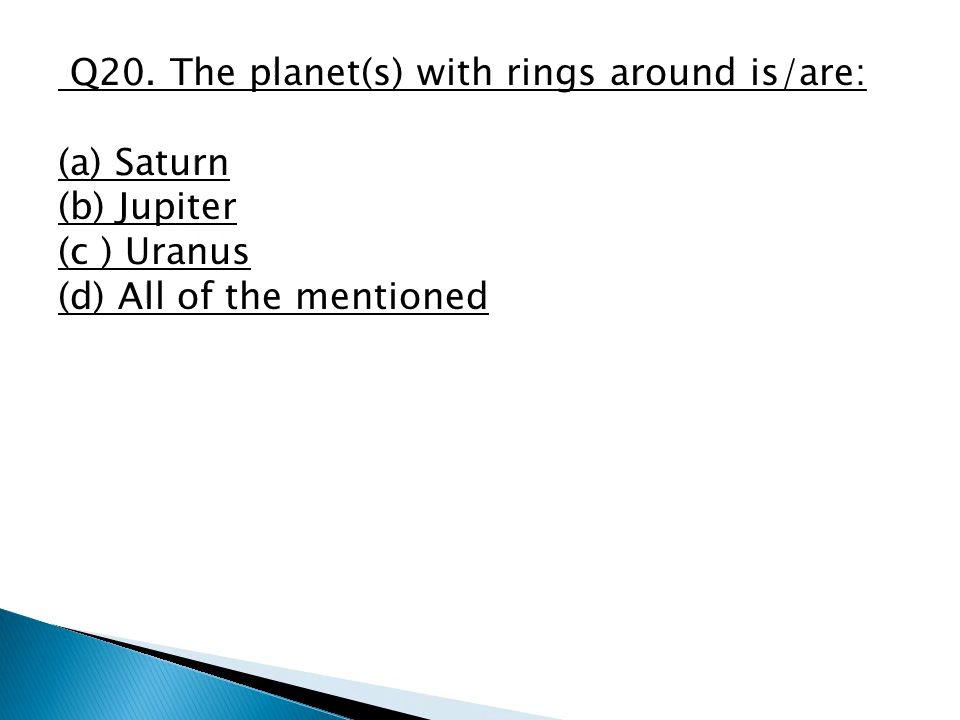 Q20. The planet(s) with rings around is/are:
(a) Saturn
(b) Jupiter
(c ) Uranus
(d) All of the mentioned